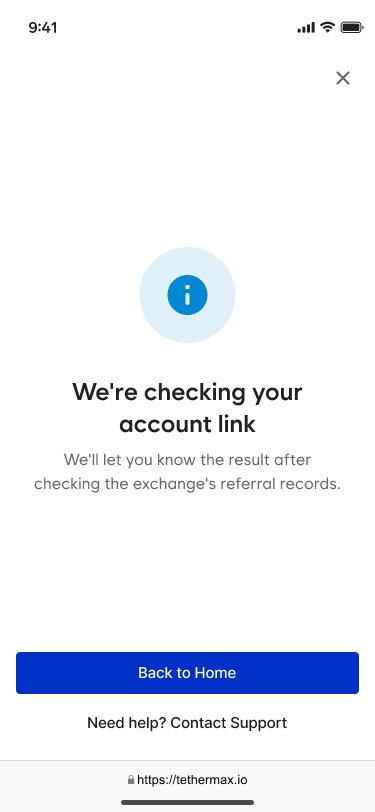 9:41
We're checking your
account link
We'll let you know the result after
checking the exchange's referral records.
Back to Home
Need help? Contact Support
https://tethermax.io